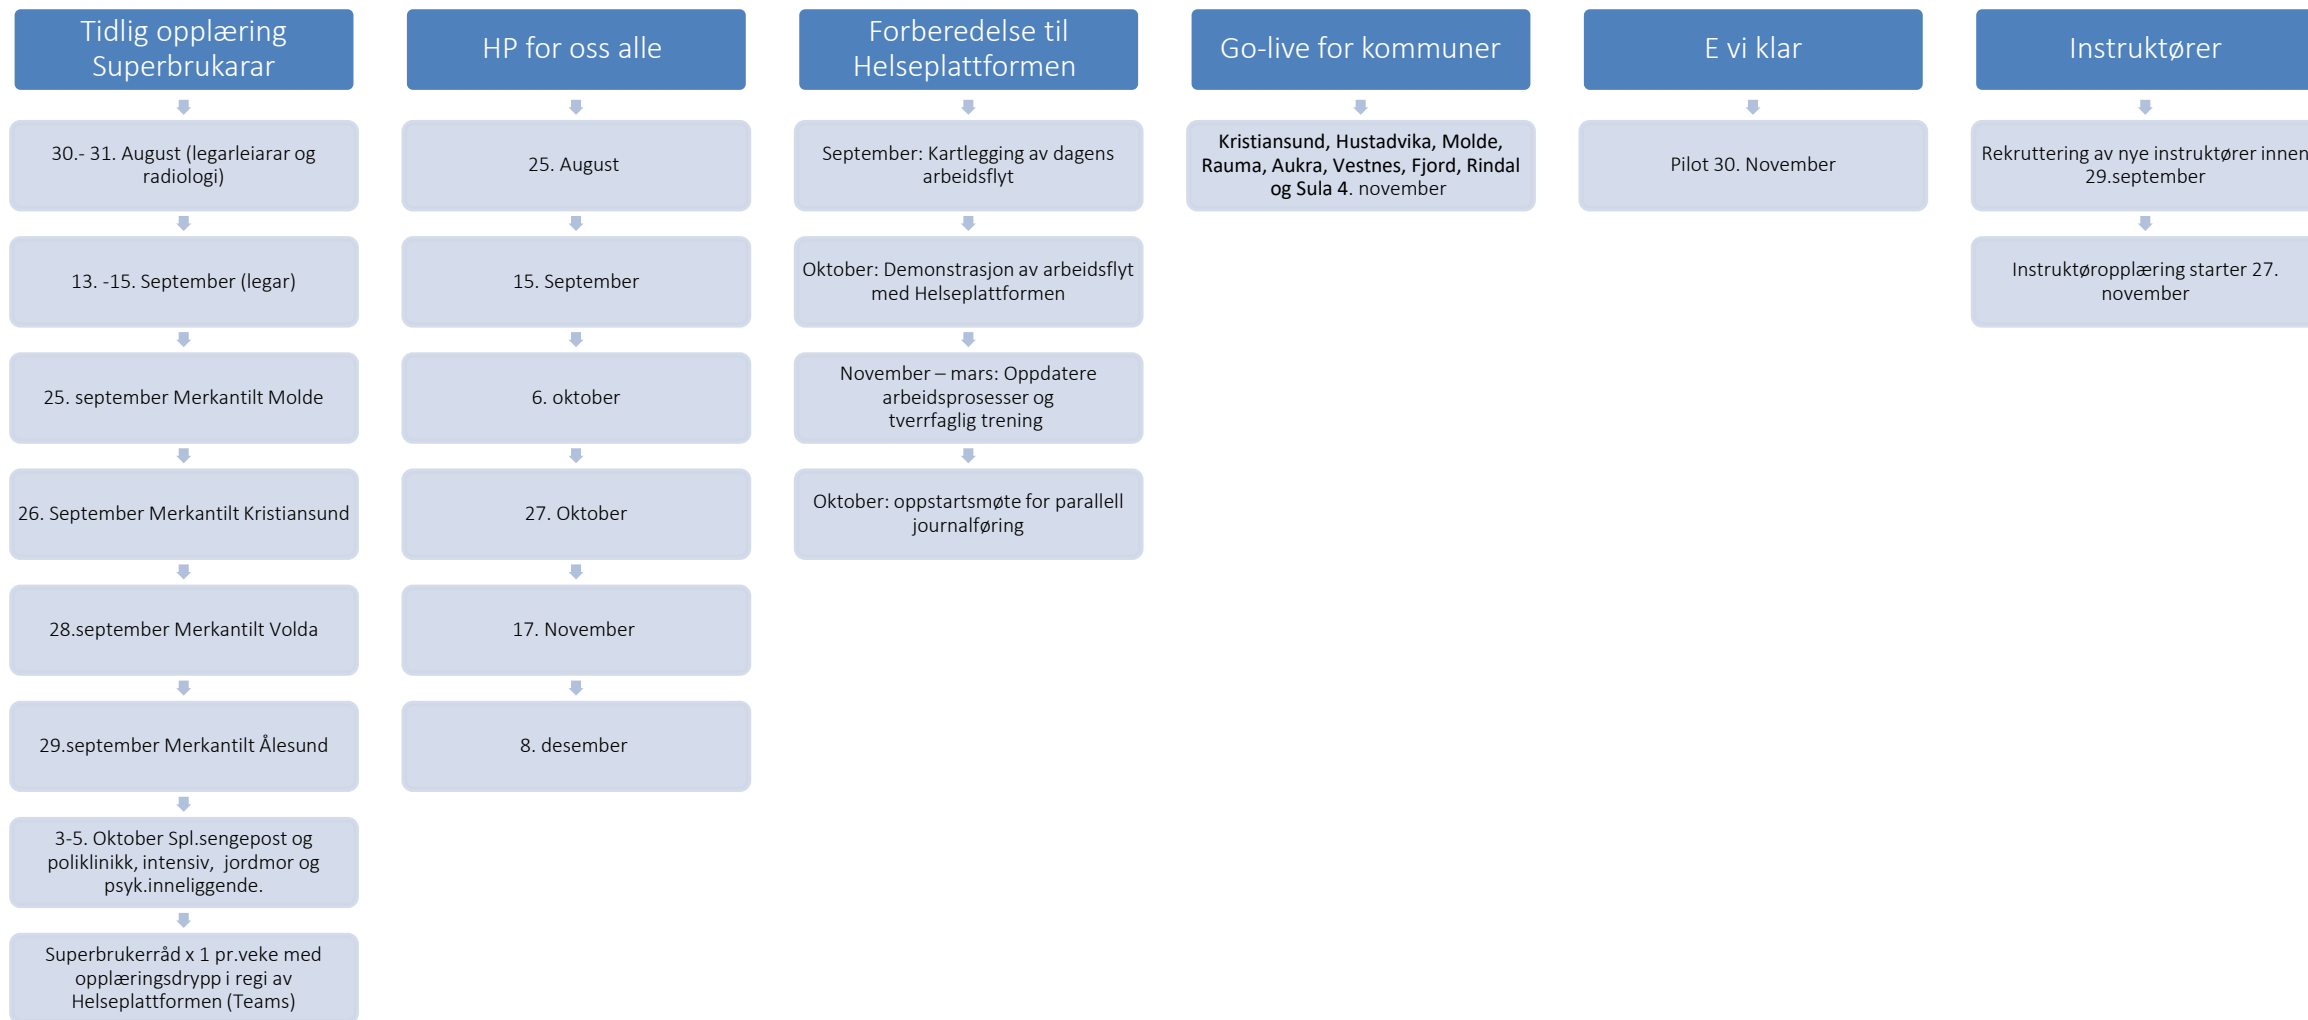 Tidlig opplæring
Superbrukarar
30.- 31. August (legarleiarar og
radiologi)
13. -15. September (legar)
25. september Merkantilt Molde
26. September Merkantilt Kristiansund
28.september Merkantilt Volda
29.september Merkantilt Ålesund
3-5. Oktober Spl.sengepost og
poliklinikk, intensiv, jordmor og
psyk.inneliggende.
Superbrukerråd x 1 pr.veke med
opplæringsdrypp i regi av
Helseplattformen (Teams)
HP for oss alle
25. August
15. September
6. oktober
27. Oktober
17. November
8. desember
Forberedelse til
Helseplattformen
September: Kartlegging av dagens
arbeidsflyt
Oktober: Demonstrasjon av arbeidsflyt
med Helseplattformen
November – mars: Oppdatere
arbeidsprosesser og
tverrfaglig trening
Oktober: oppstartsmøte for parallell
journalføring
Go-live for kommuner
Kristiansund, Hustadvika, Molde,
Rauma, Aukra, Vestnes, Fjord, Rindal
og Sula 4. november
E vi klar
Pilot 30. November
Instruktører
Rekruttering av nye instruktører innen
29.september
Instruktøropplæring starter 27.
november